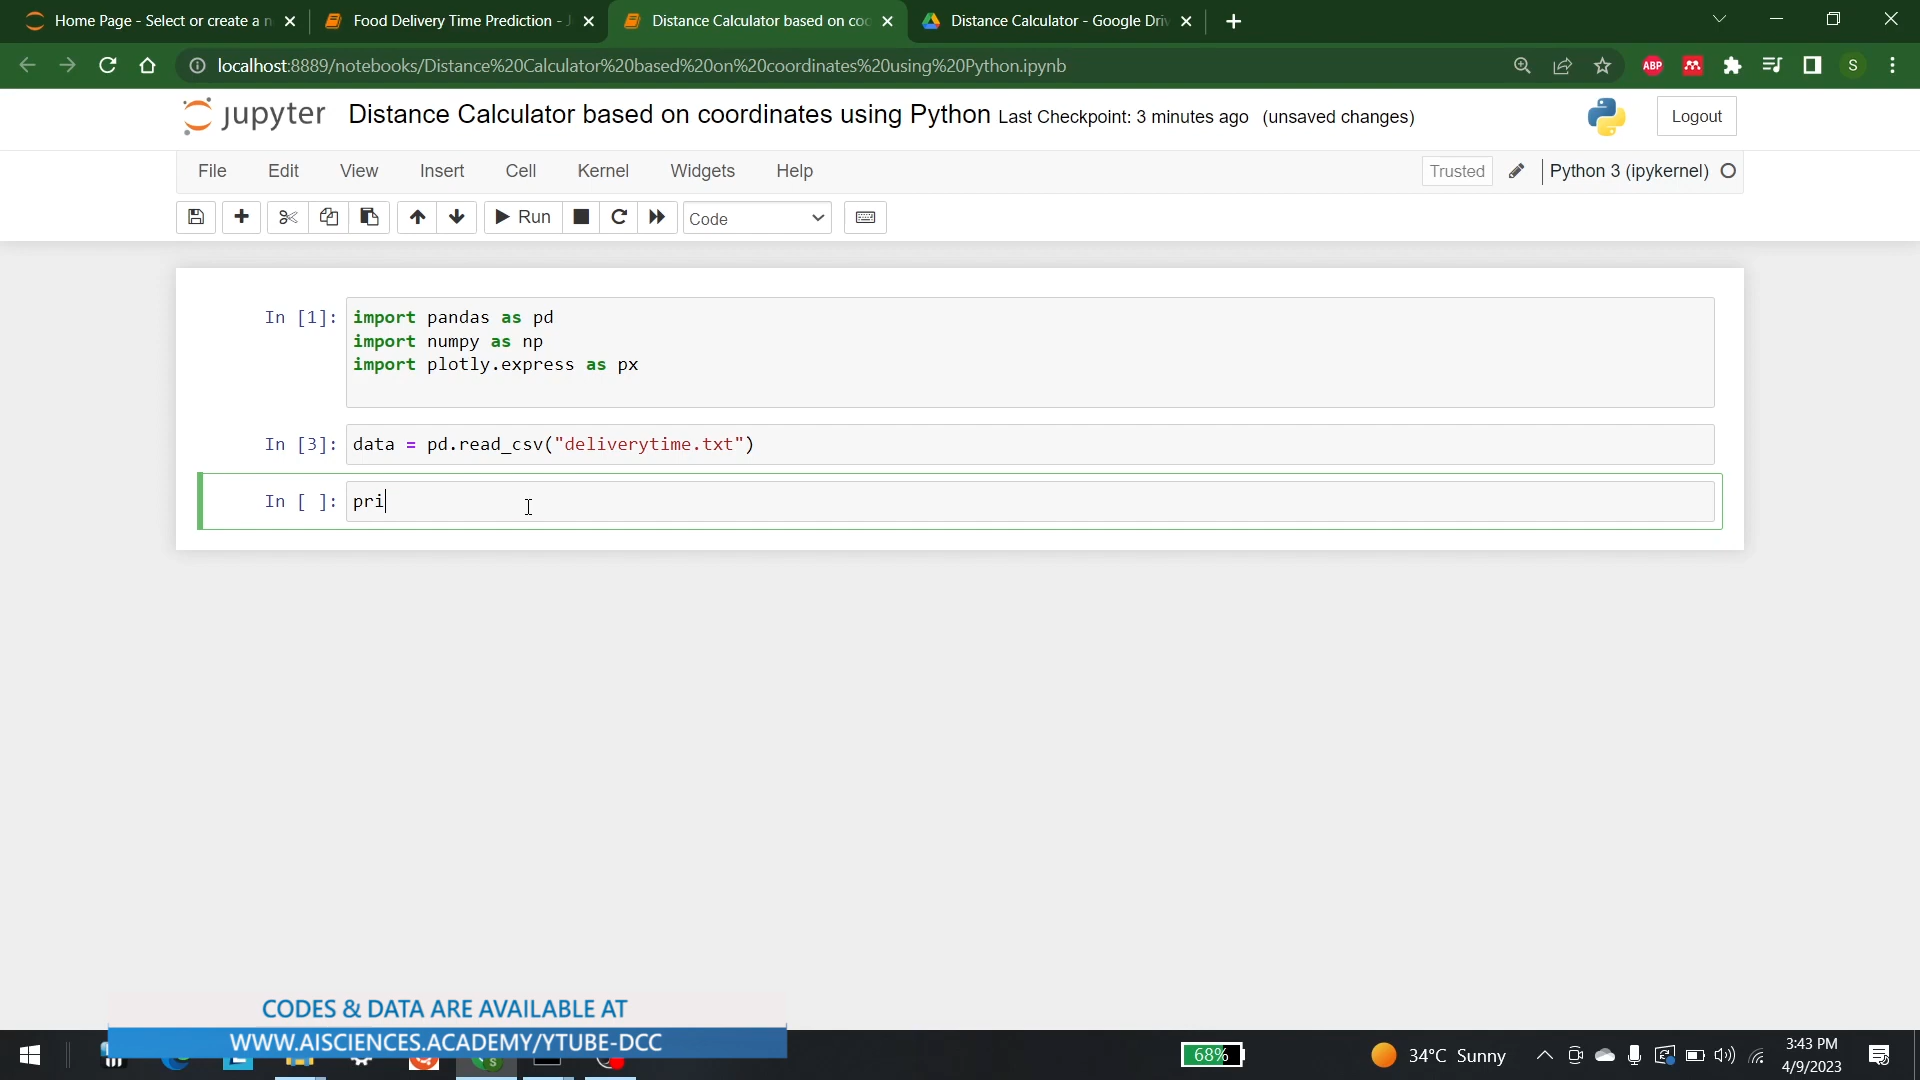 Home Page - Select or create a n
Food Delivery Time Prediction - J
Distance Calculator based on coo
Distance Calculator - Google Driv
localhost:8889/notebooks/Distance%20Calculator%20based%20on%20coordinates%20using%20Python.ipynb
ABP
S
jupyter Distance Calculator based on coordinates using Python Last Checkpoint: 3 minutes ago (unsaved changes)
Logout
File Edit View Insert Cell Kernel Widgets Help
Trusted Python 3 (ipykernel)
Run Code
In [1]: import pandas as pd
import numpy as np
import plotly.express as px
In [3]: data = pd.read_csv("deliverytime.txt")
In [ ]: pri
CODES & DATA ARE AVAILABLE AT
WWW.AISCIENCES.ACADEMY/YTUBE-DCC
68%
34°C Sunny
3:43 PM
4/9/2023